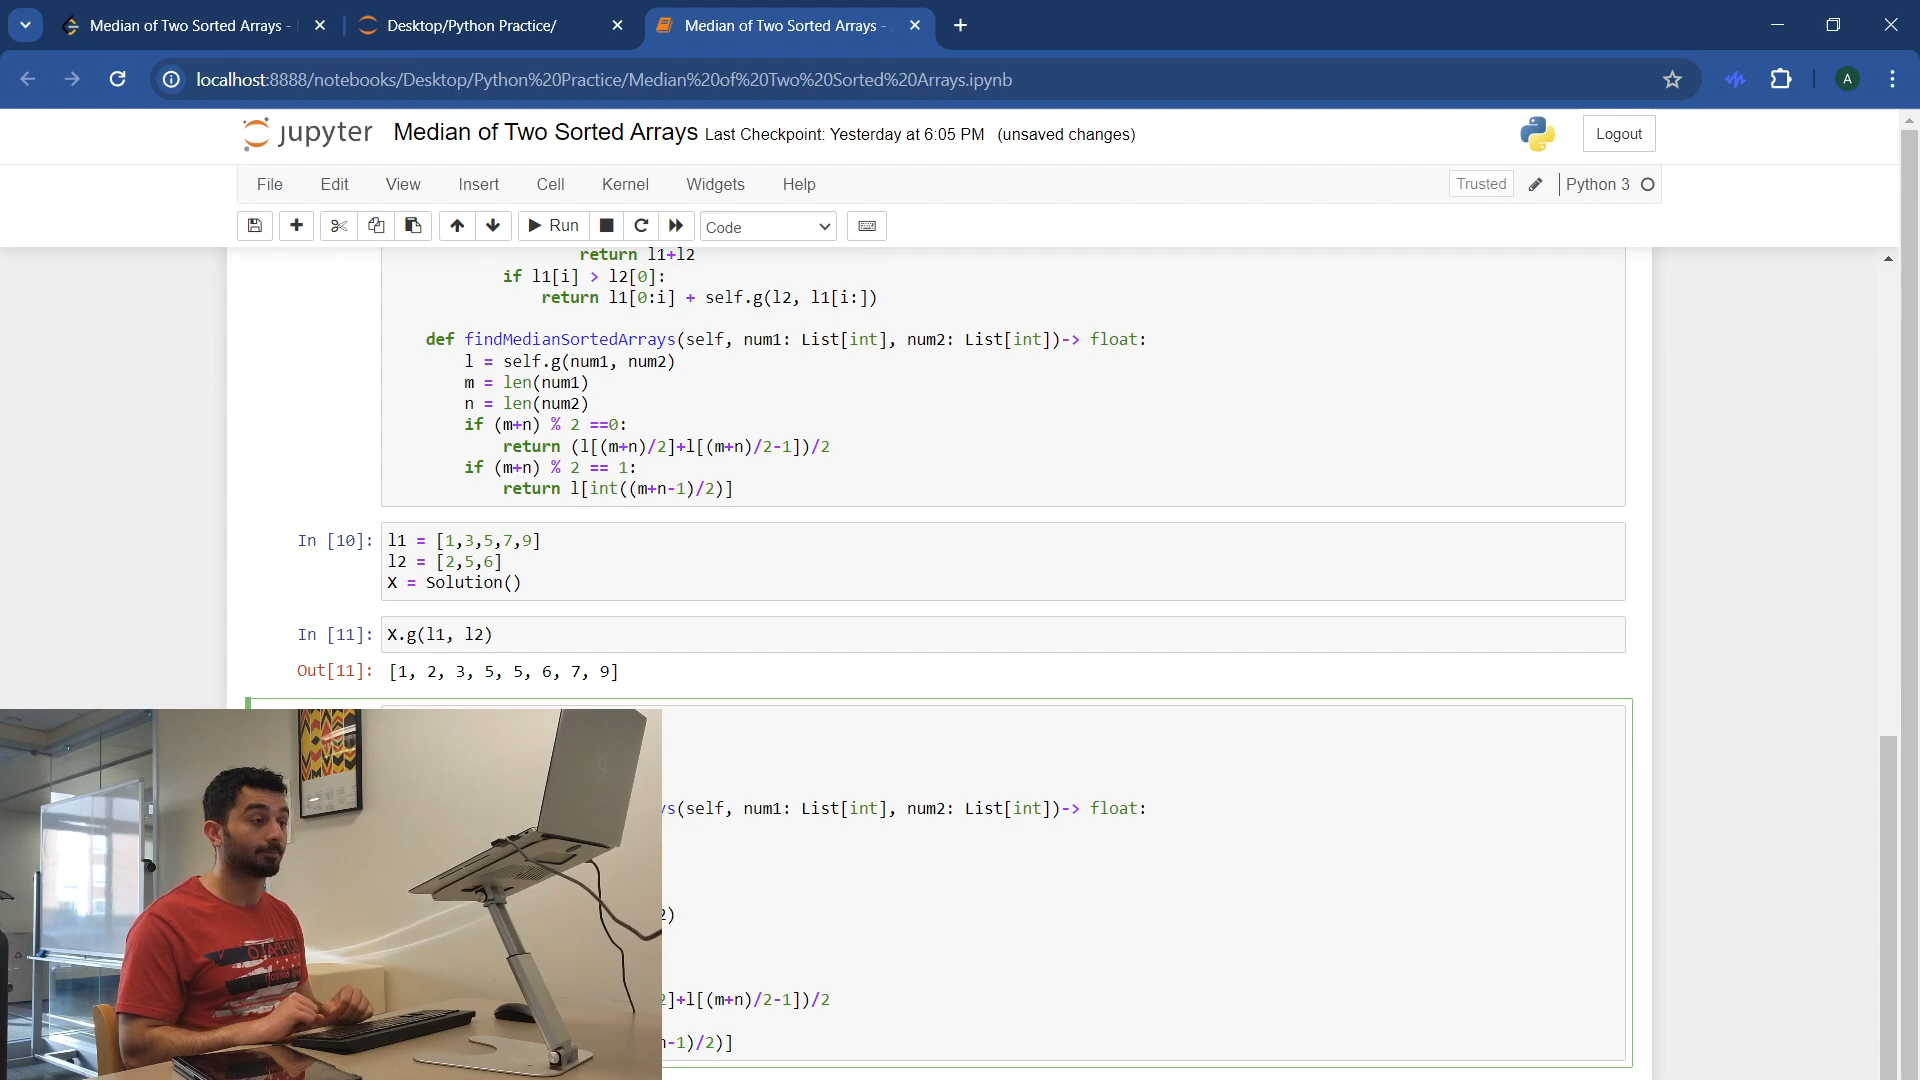 Median of Two Sorted Arrays -
Desktop/Python Practice/
Median of Two Sorted Arrays -
localhost:8888/notebooks/Desktop/Python%20Practice/Median%20of%20Two%20Sorted%20Arrays.ipynb
A
jupyter Median of Two Sorted Arrays Last Checkpoint: Yesterday at 6:05 PM (unsaved changes)
Logout
File Edit View Insert Cell Kernel Widgets Help
Trusted
Python 3
Run
Code
return l1+l2
if l1[i] > l2[0]:
return l1[0:i] + self.g(l2, l1[i:])
def findMedianSortedArrays(self, num1: List[int], num2: List[int])-> float:
l = self.g(num1, num2)
m = len(num1)
n = len(num2)
if (m+n) % 2 ==0:
return (l[(m+n)/2]+l[(m+n)/2-1])/2
if (m+n) % 2 == 1:
return l[int((m+n-1)/2)]
In [10]: l1 = [1,3,5,7,9]
l2 = [2,5,6]
X = Solution()
In [11]: X.g(l1, l2)
Out[11]: [1, 2, 3, 5, 5, 6, 7, 9]
s(self, num1: List[int], num2: List[int])-> float:
2)
2]+l[(m+n)/2-1])/2
-1)/2)]